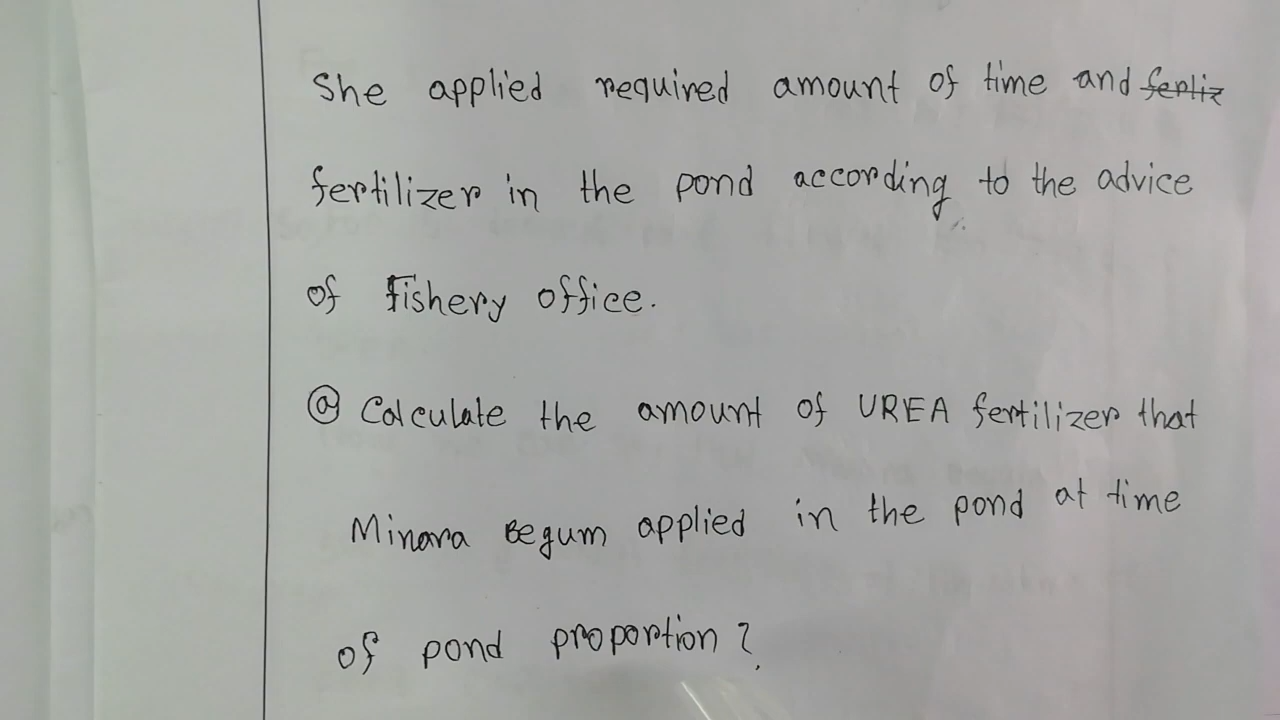 She applied required amount of time and fertiz
fertilizer in the pond according to the advice
of Fishery office.
@ Calculate the amount of UREA fertilizer that
Minara Begum applied in the pond at time
of pond proportion?